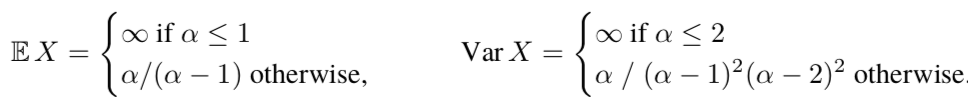 𝔼 X = { ∞ if α ≤ 1
α/(α − 1) otherwise,
Var X = { ∞ if α ≤ 2
α / (α − 1)²(α − 2)² otherwise.